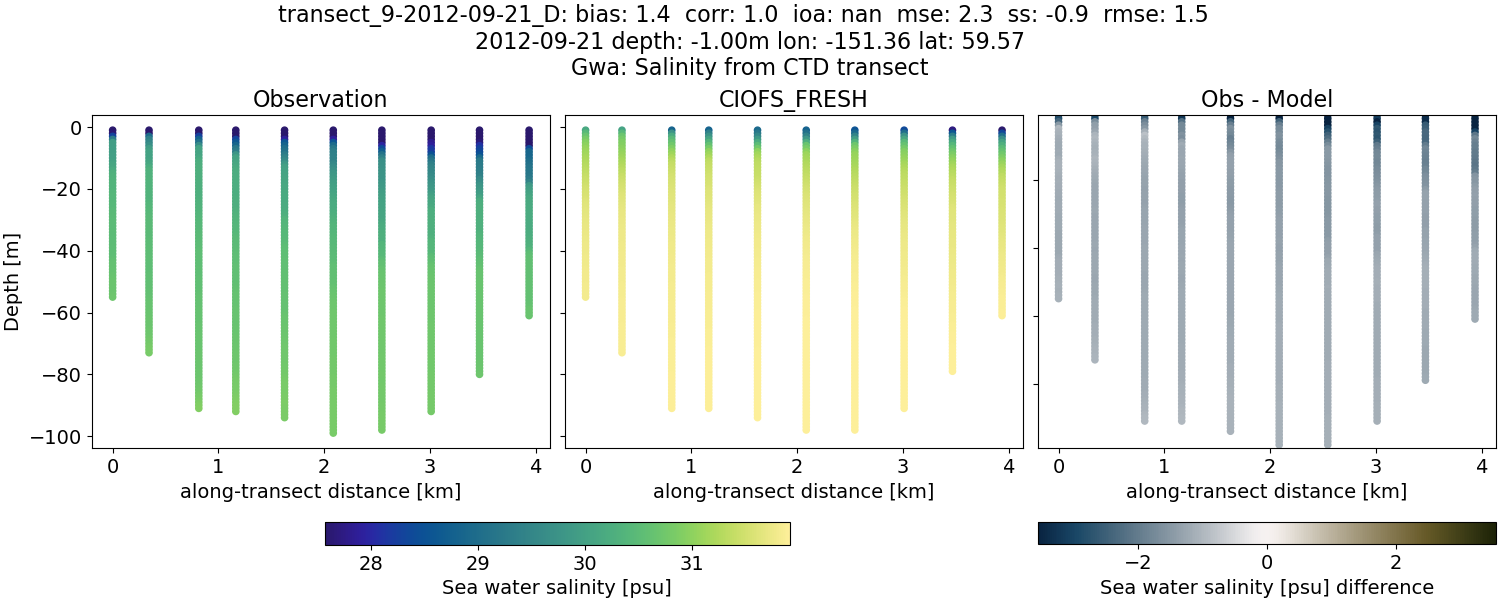 transect_9-2012-09-21_D: bias: 1.4  corr: 1.0  ioa: nan  mse: 2.3  ss: -0.9  rmse: 1.5
2012-09-21 depth: -1.00m lon: -151.36 lat: 59.57
Gwa: Salinity from CTD transect
Observation
CIOFS_FRESH
Obs - Model
Depth [m]
0
−20
−40
−60
−80
−100
0 1 2 3 4
0 1 2 3 4
0 1 2 3 4
along-transect distance [km]
along-transect distance [km]
along-transect distance [km]
28 29 30 31
Sea water salinity [psu]
−2 0 2
Sea water salinity [psu] difference